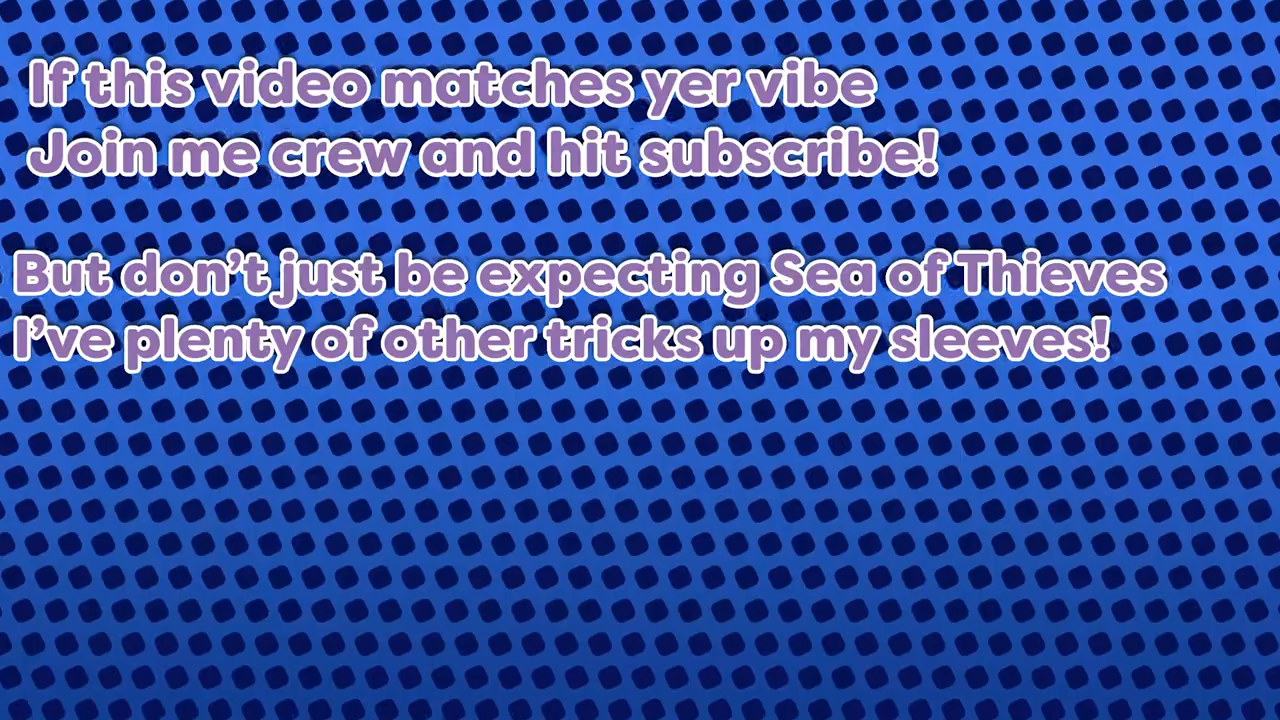 If this video matches yer vibe
Join me crew and hit subscribe!
But don't just be expecting Sea of Thieves
I've plenty of other tricks up my sleeves!